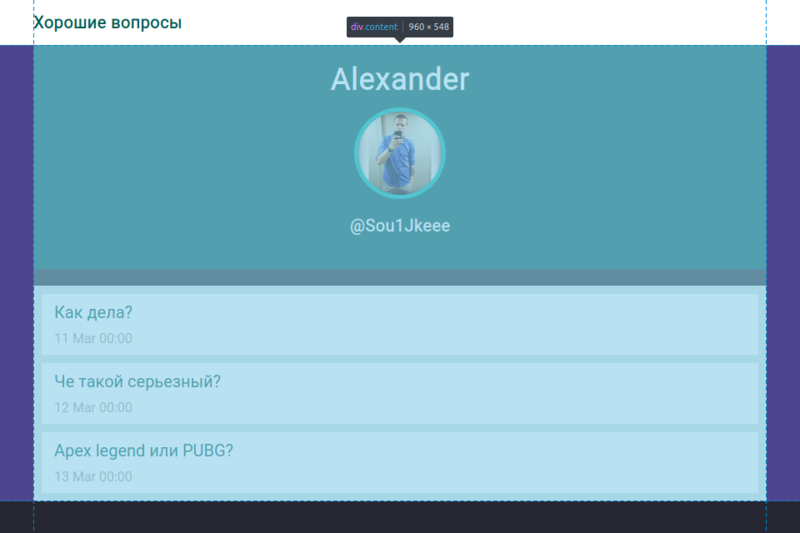 Хорошие вопросы
div.content | 960 × 548
Alexander
@Sou1Jkeee
Как дела?
11 Mar 00:00
Че такой серьезный?
12 Mar 00:00
Apex legend или PUBG?
13 Mar 00:00